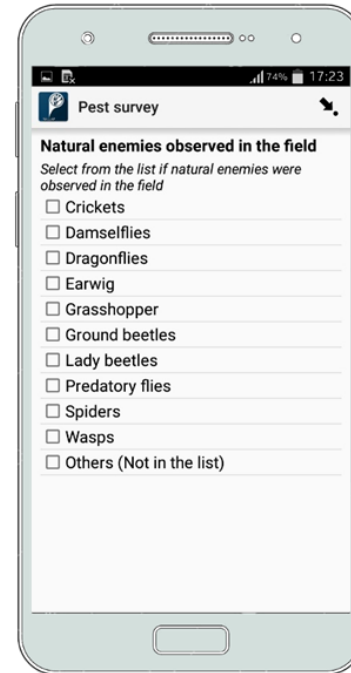 74% 17:23
Pest survey
Natural enemies observed in the field
Select from the list if natural enemies were
observed in the field
Crickets
Damselflies
Dragonflies
Earwig
Grasshopper
Ground beetles
Lady beetles
Predatory flies
Spiders
Wasps
Others (Not in the list)